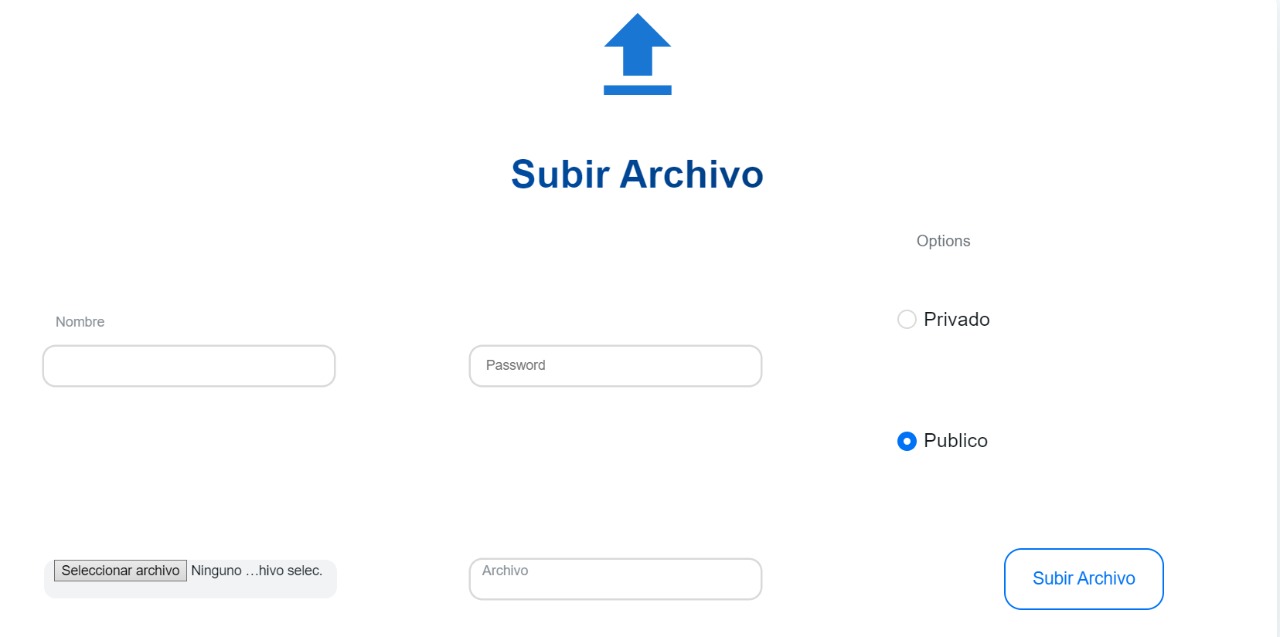 Subir Archivo
Options
Nombre
Privado
Password
Publico
Seleccionar archivo Ninguno …hivo selec.
Archivo
Subir Archivo